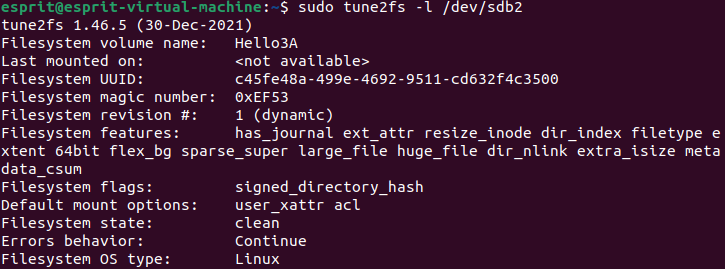 esprit@esprit-virtual-machine:~$ sudo tune2fs -l /dev/sdb2
tune2fs 1.46.5 (30-Dec-2021)
Filesystem volume name:   Hello3A
Last mounted on:          <not available>
Filesystem UUID:          c45fe48a-499e-4692-9511-cd632f4c3500
Filesystem magic number:  0xEF53
Filesystem revision #:    1 (dynamic)
Filesystem features:      has_journal ext_attr resize_inode dir_index filetype e
xtent 64bit flex_bg sparse_super large_file huge_file dir_nlink extra_isize meta
data_csum
Filesystem flags:         signed_directory_hash
Default mount options:    user_xattr acl
Filesystem state:         clean
Errors behavior:          Continue
Filesystem OS type:       Linux